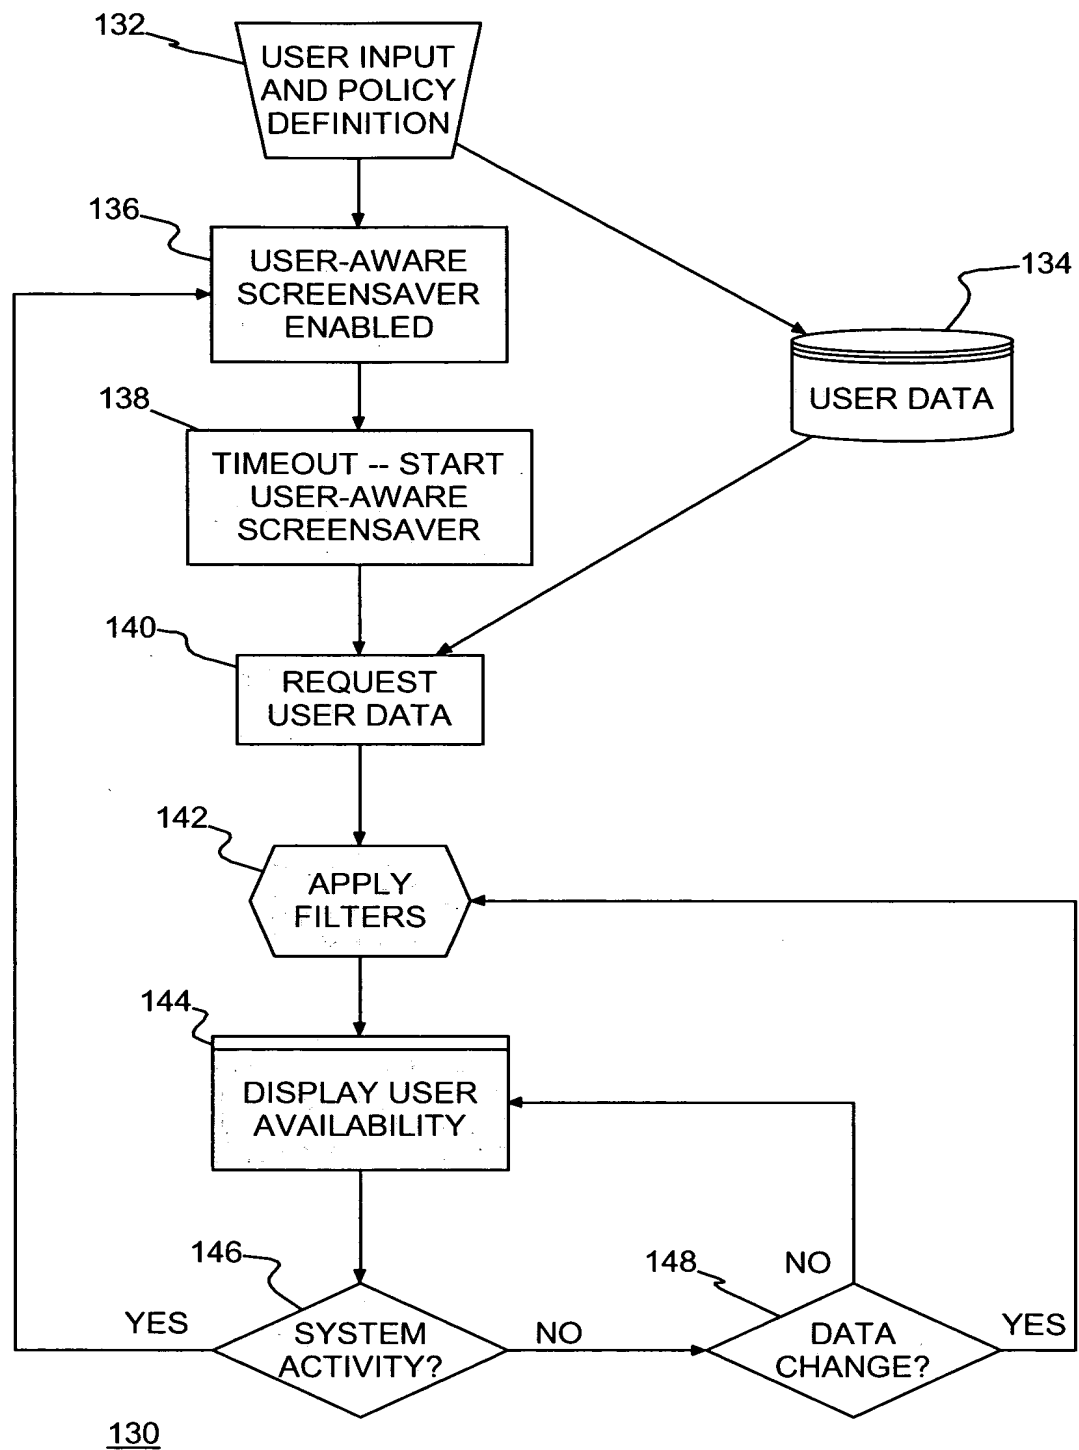 132
USER INPUT
AND POLICY
DEFINITION
136
USER-AWARE
SCREENSAVER
ENABLED
134
USER DATA
138
TIMEOUT -- START
USER-AWARE
SCREENSAVER
140
REQUEST
USER DATA
142
APPLY
FILTERS
144
DISPLAY USER
AVAILABILITY
146
YES
SYSTEM
ACTIVITY?
NO
148
NO
DATA
CHANGE?
YES
130